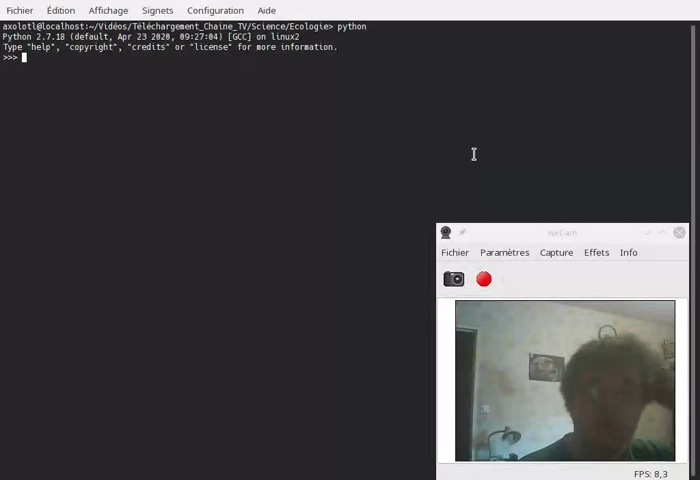 Fichier Édition Affichage Signets Configuration Aide
axolotl@localhost:~/Vidéos/Téléchargement_Chaine_TV/Science/Ecologie> python
Python 2.7.18 (default, Apr 23 2020, 09:27:04) [GCC] on linux2
Type "help", "copyright", "credits" or "license" for more information.
>>>
WxCam
Fichier Paramètres Capture Effets Info
FPS: 8,3